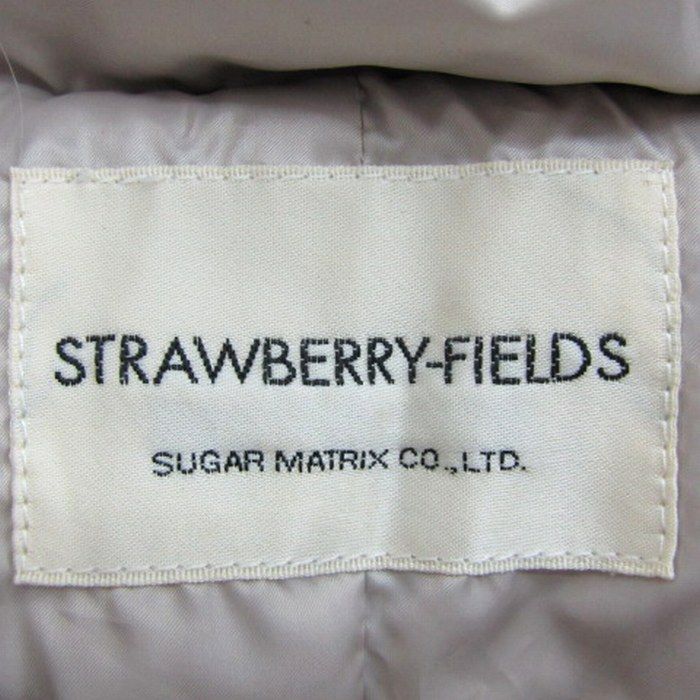 STRAWBERRY-FIELDS
SUGAR MATRIX CO.,LTD.